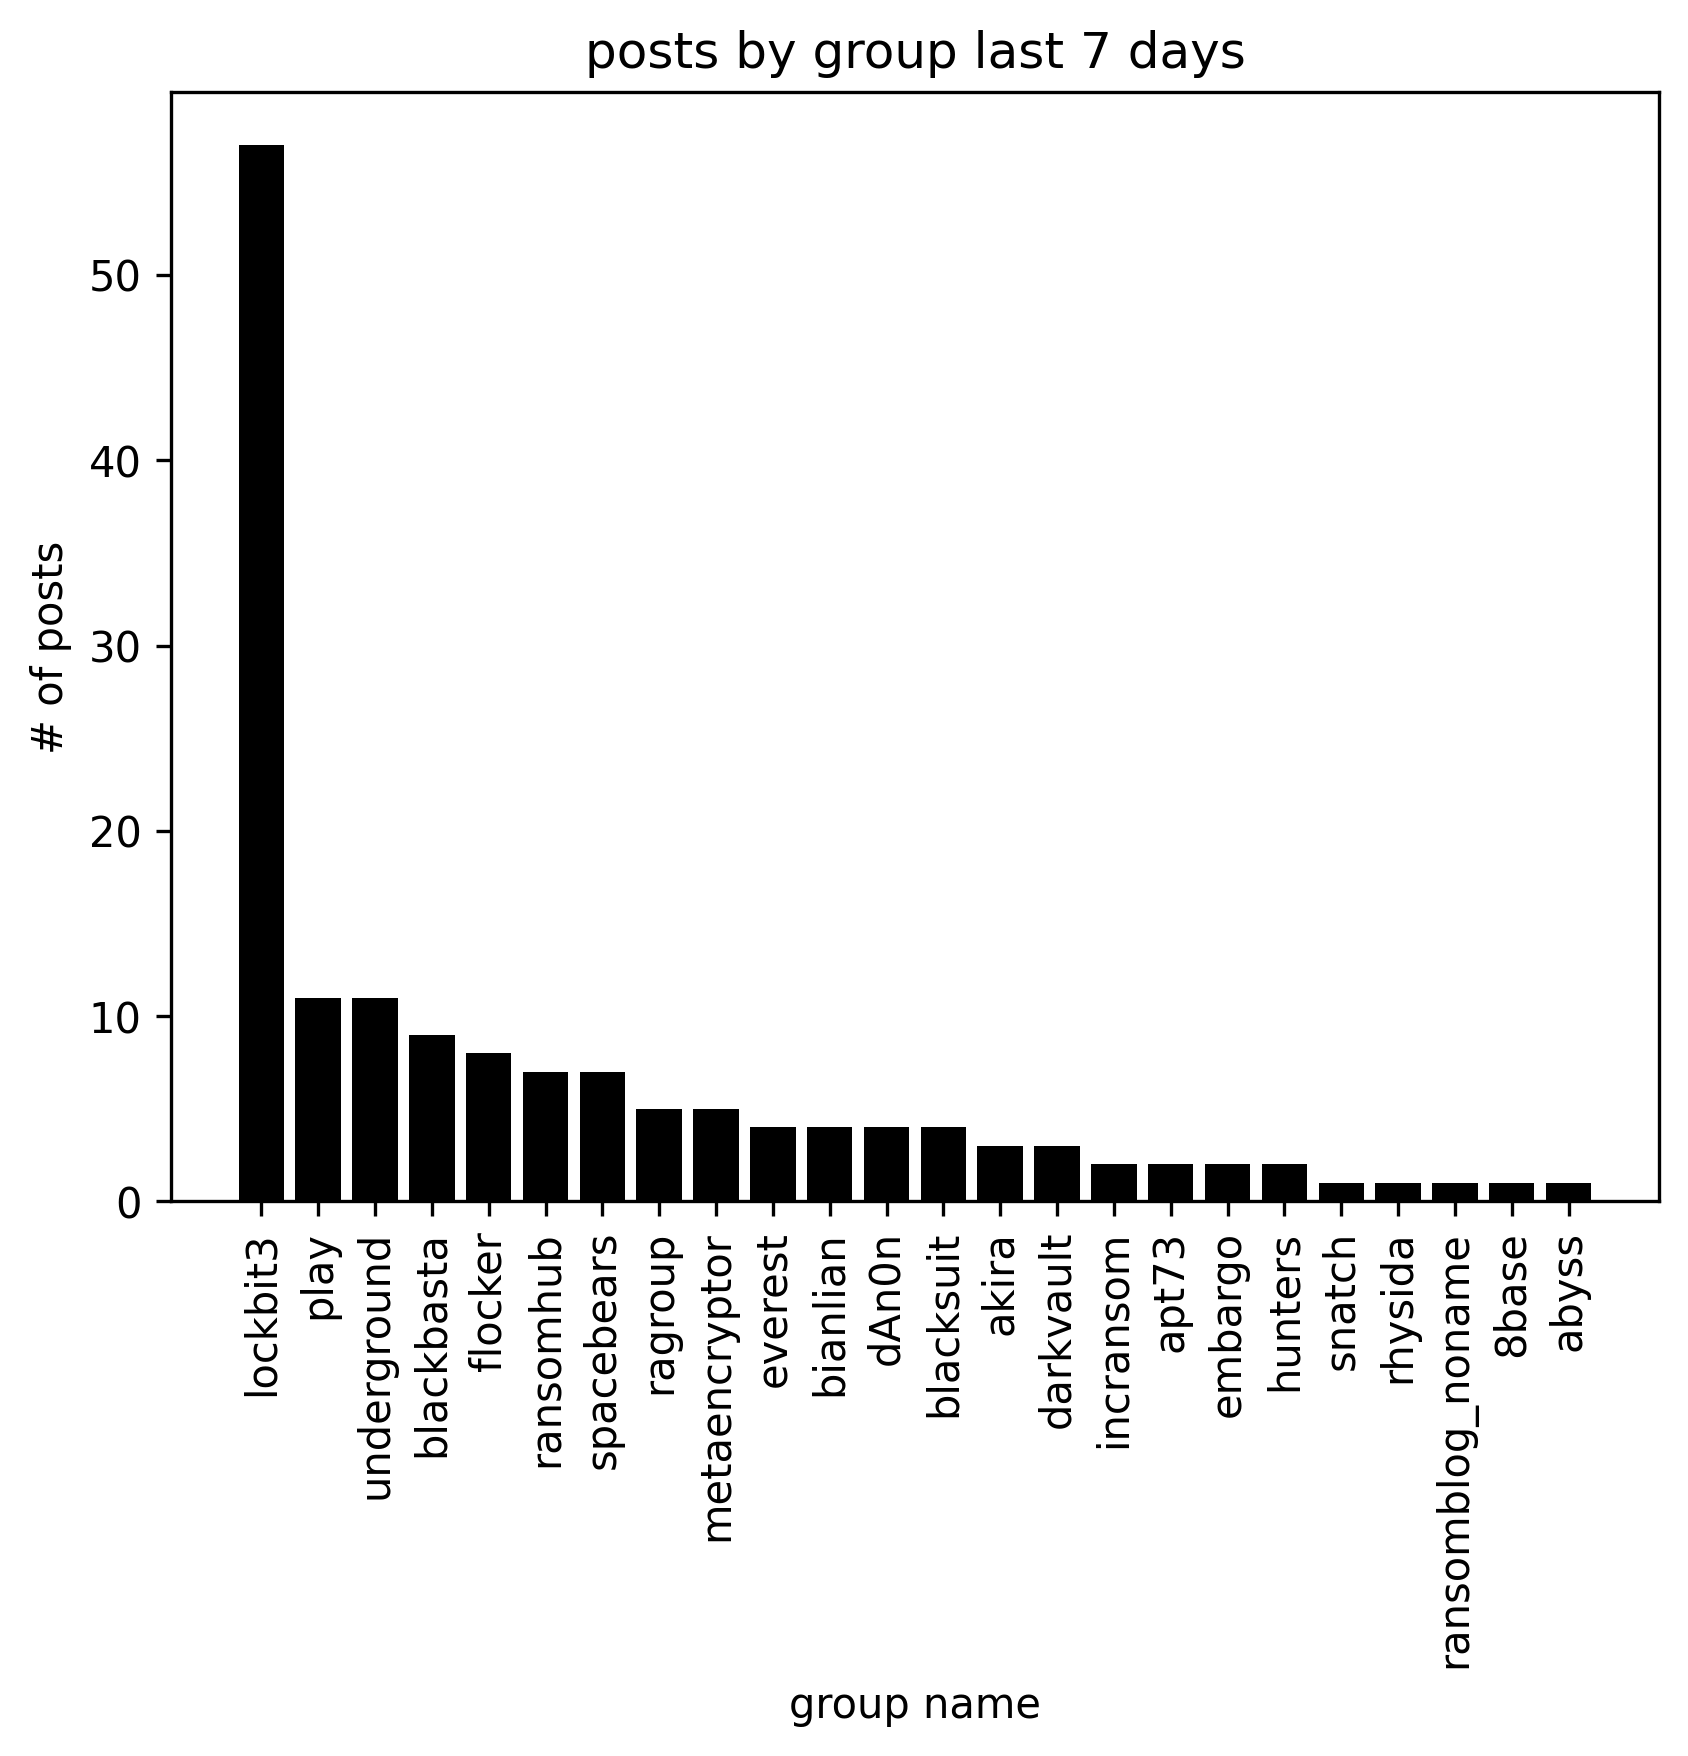 posts by group last 7 days
# of posts
50
40
30
20
10
0
lockbit3
play
underground
blackbasta
flocker
ransomhub
spacebears
ragroup
metaencryptor
everest
bianlian
dAn0n
blacksuit
akira
darkvault
incransom
apt73
embargo
hunters
snatch
rhysida
ransomblog_noname
8base
abyss
group name